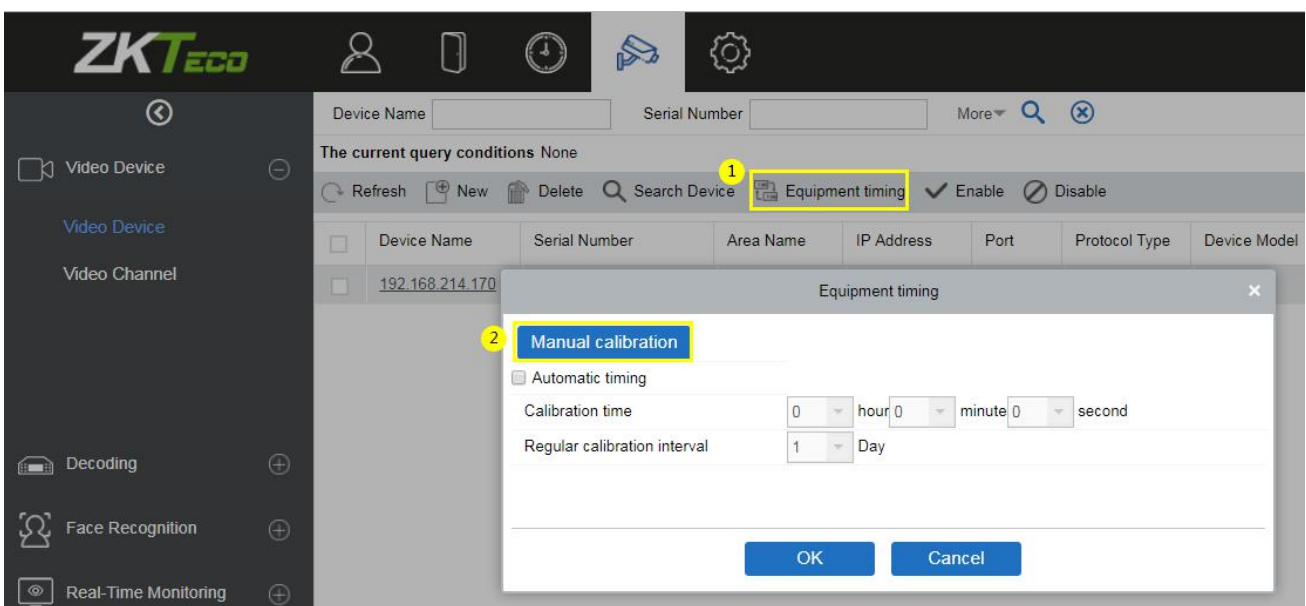 ZKTECO
Device Name Serial Number More
Video Device
The current query conditions None
1
Refresh New Delete Search Device Equipment timing Enable Disable
Video Device
Device Name Serial Number Area Name IP Address Port Protocol Type Device Model
Video Channel
192.168.214.170
Equipment timing
2
Manual calibration
Automatic timing
Calibration time 0 hour 0 minute 0 second
Regular calibration interval 1 Day
Decoding
Face Recognition
OK Cancel
Real-Time Monitoring